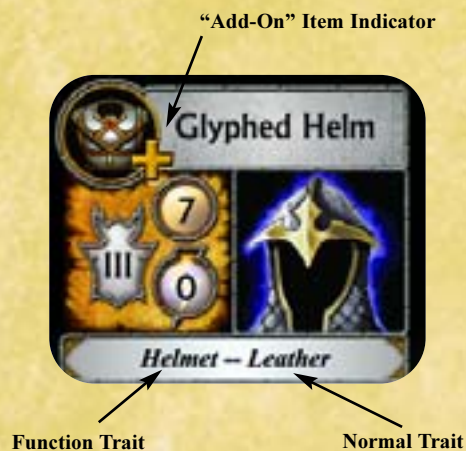 “Add-On” Item Indicator
Glyphed Helm
7
III
0
Helmet -- Leather
Function Trait
Normal Trait